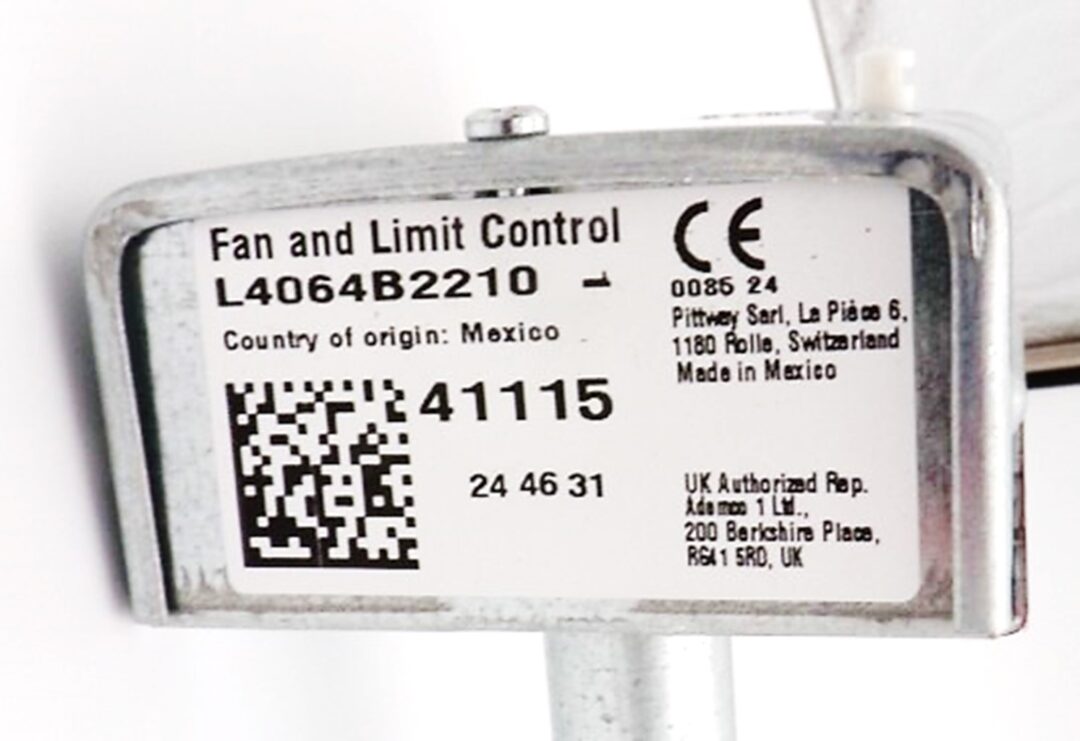 Fan and Limit Control
L4064B2210
Country of origin: Mexico
41115
24 46 31
CE
0085 24
Pittway Sarl, La Pièce 6,
1180 Rolle, Switzerland
Made in Mexico
UK Authorized Rep.
Ademco 1 Ltd.,
200 Berkshire Place,
RG41 5RD, UK